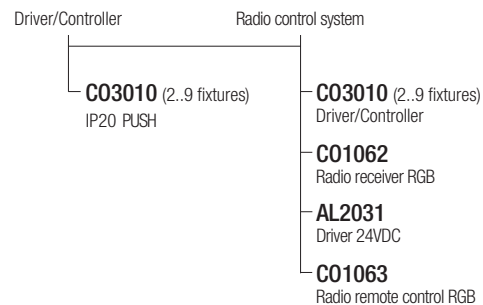 Driver/Controller
Radio control system
CO3010 (2..9 fixtures)
IP20 PUSH
CO3010 (2..9 fixtures)
Driver/Controller
CO1062
Radio receiver RGB
AL2031
Driver 24VDC
CO1063
Radio remote control RGB